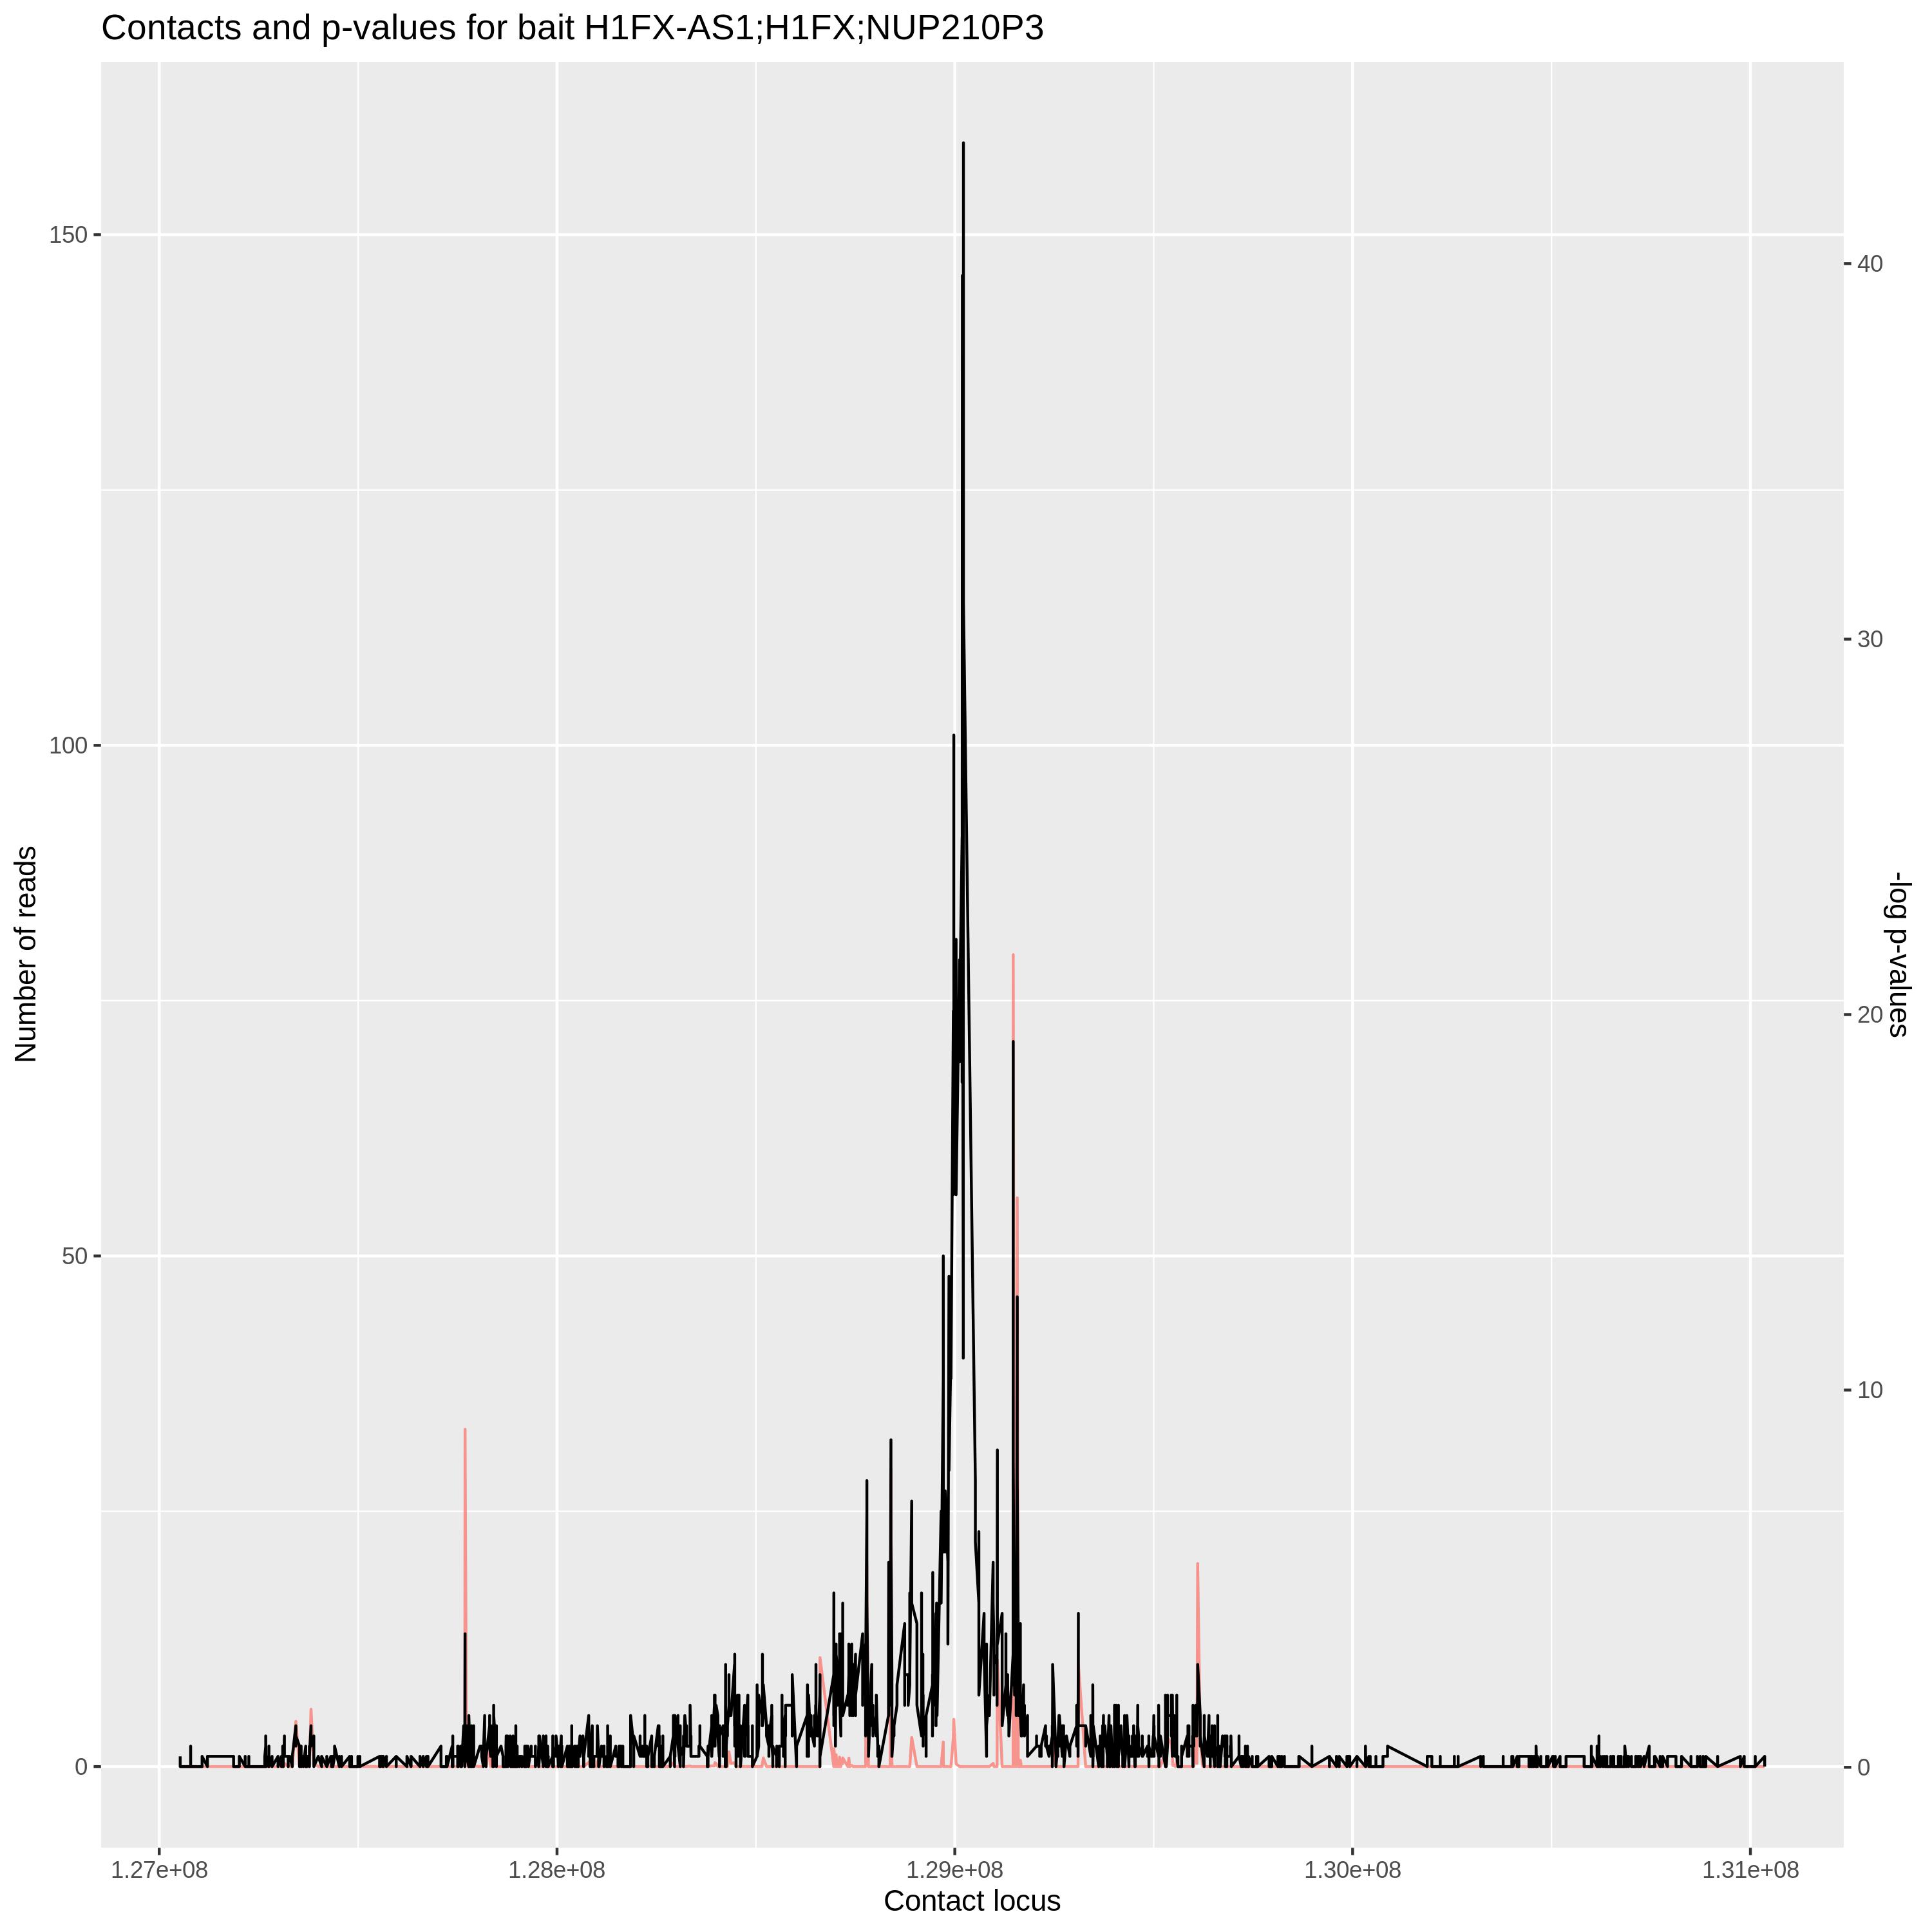 Contacts and p-values for bait H1FX-AS1;H1FX;NUP210P3
150
100
50
0
Number of reads
40
30
20
10
0
-log p-values
1.27e+08
1.28e+08
1.29e+08
1.30e+08
1.31e+08
Contact locus